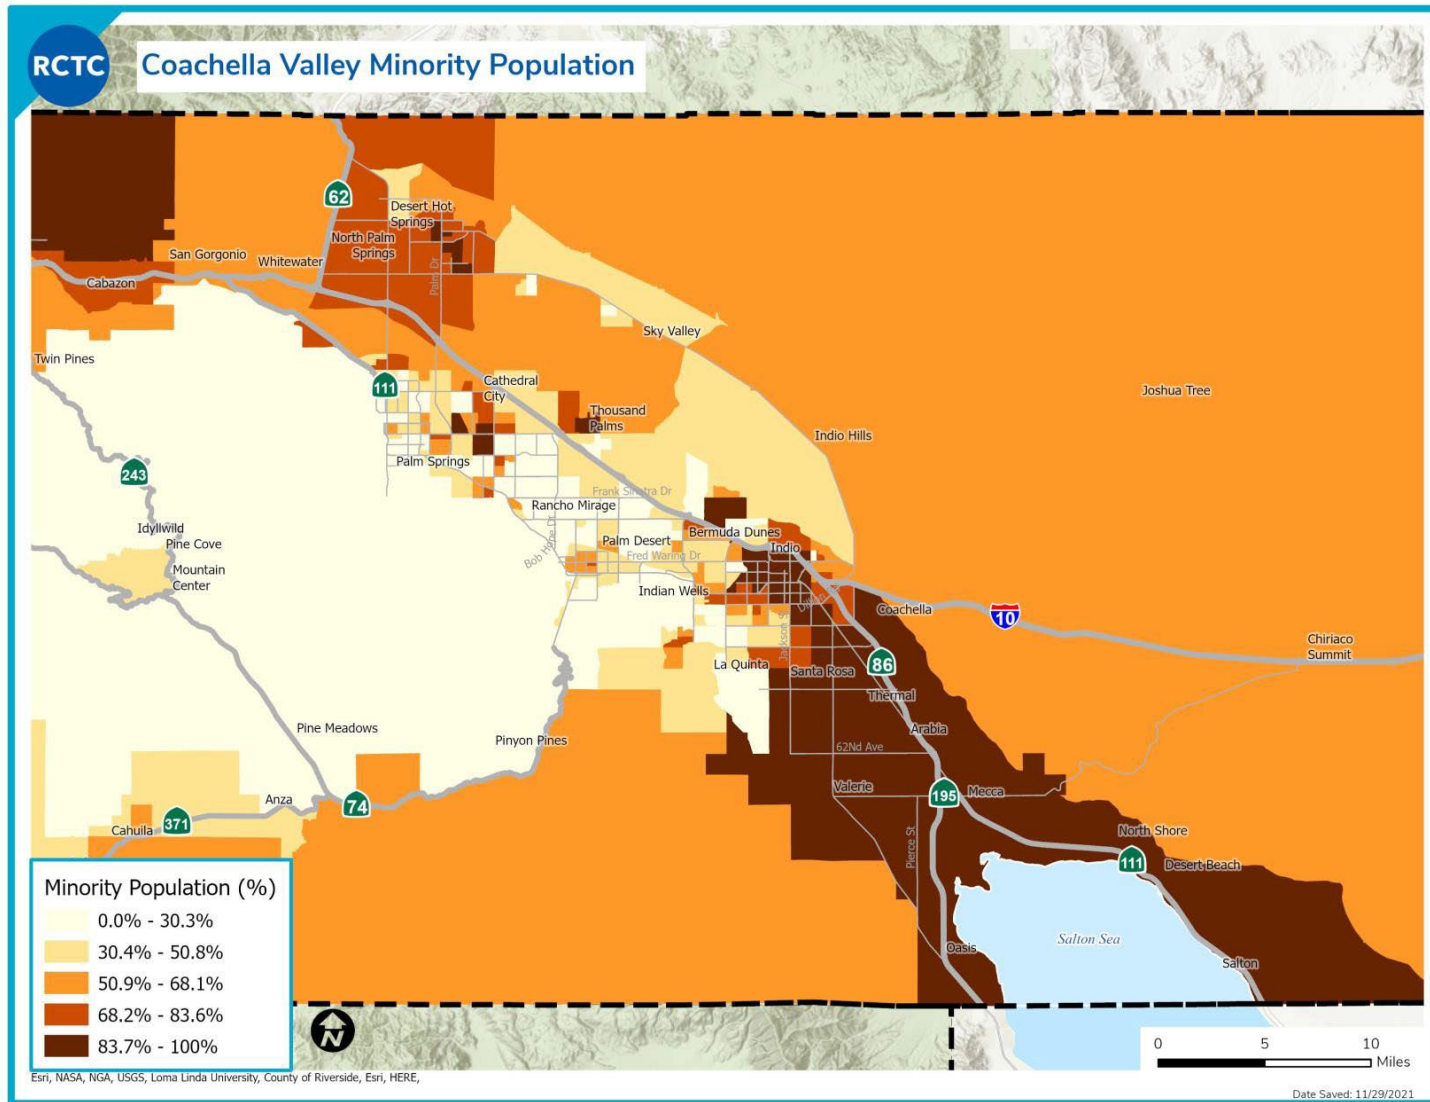 RCTC
Coachella Valley Minority Population
62
Desert Hot
Springs
North Palm
Springs
San Gorgonio
Whitewater
Cabazon
Palm Dr
Sky Valley
Twin Pines
111
Cathedral
City
Joshua Tree
Thousand
Palms
Indio Hills
Palm Springs
243
Frank Sinatra Dr
Rancho Mirage
Idyllwild
Pine Cove
Bob Hope Dr
Palm Desert
Bermuda Dunes
Indio
Fred Waring Dr
Mountain
Center
Indian Wells
Coachella
10
Chiriaco
Summit
La Quinta
Santa Rosa
86
Thermal
Pine Meadows
Pinyon Pines
Arabia
62Nd Ave
Valerie
195
Mecca
Anza
74
371
Cahuila
Pierce St
North Shore
111
Desert Beach
Oasis
Salton Sea
Salton
Minority Population (%)
0.0% - 30.3%
30.4% - 50.8%
50.9% - 68.1%
68.2% - 83.6%
83.7% - 100%
N
0 5 10
Miles
Esri, NASA, NGA, USGS, Loma Linda University, County of Riverside, Esri, HERE,
Date Saved: 11/29/2021